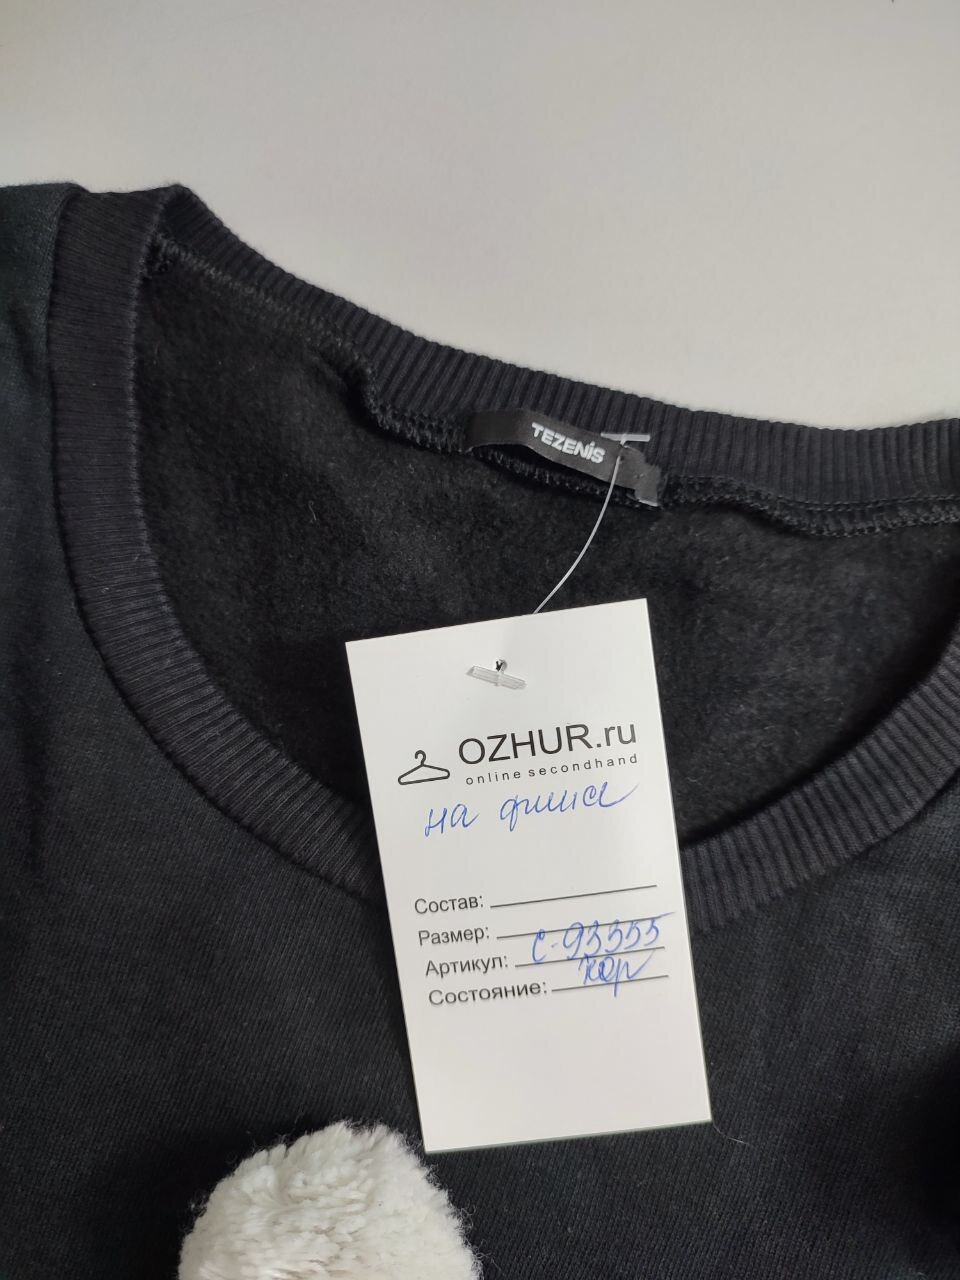 TEZENIS
OZHUR.ru
online secondhand
на флисе
Состав:
Размер:
Артикул: С-93555
Состояние: хор